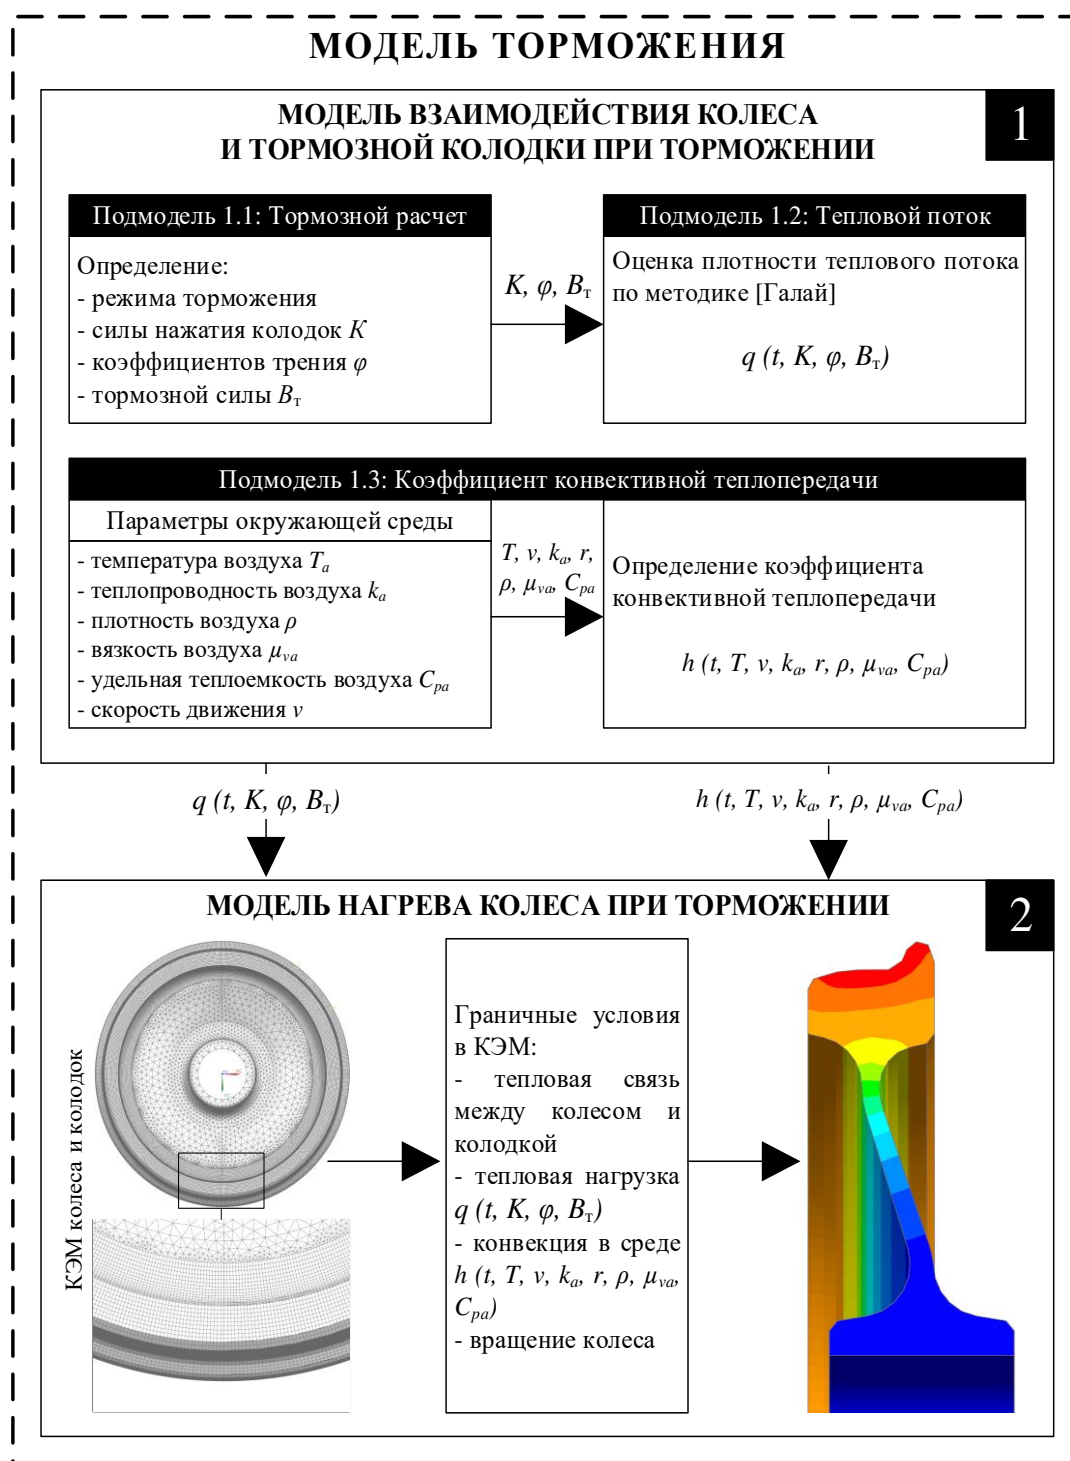 МОДЕЛЬ ТОРМОЖЕНИЯ
МОДЕЛЬ ВЗАИМОДЕЙСТВИЯ КОЛЕСА
И ТОРМОЗНОЙ КОЛОДКИ ПРИ ТОРМОЖЕНИИ
1
Подмодель 1.1: Тормозной расчет
Определение:
- режима торможения
- силы нажатия колодок K
- коэффициентов трения φ
- тормозной силы Bт
K, φ, Bт
Подмодель 1.2: Тепловой поток
Оценка плотности теплового потока
по методике [Галай]
q (t, K, φ, Bт)
Подмодель 1.3: Коэффициент конвективной теплопередачи
Параметры окружающей среды
- температура воздуха Ta
- теплопроводность воздуха ka
- плотность воздуха ρ
- вязкость воздуха μva
- удельная теплоемкость воздуха Cpa
- скорость движения v
T, v, ka, r,
ρ, μva, Cpa
Определение коэффициента
конвективной теплопередачи
h (t, T, v, ka, r, ρ, μva, Cpa)
q (t, K, φ, Bт)
h (t, T, v, ka, r, ρ, μva, Cpa)
МОДЕЛЬ НАГРЕВА КОЛЕСА ПРИ ТОРМОЖЕНИИ
2
КЭМ колеса и колодок
Граничные условия
в КЭМ:
- тепловая связь
между колесом и
колодкой
- тепловая нагрузка
q (t, K, φ, Bт)
- конвекция в среде
h (t, T, v, ka, r, ρ, μva,
Cpa)
- вращение колеса